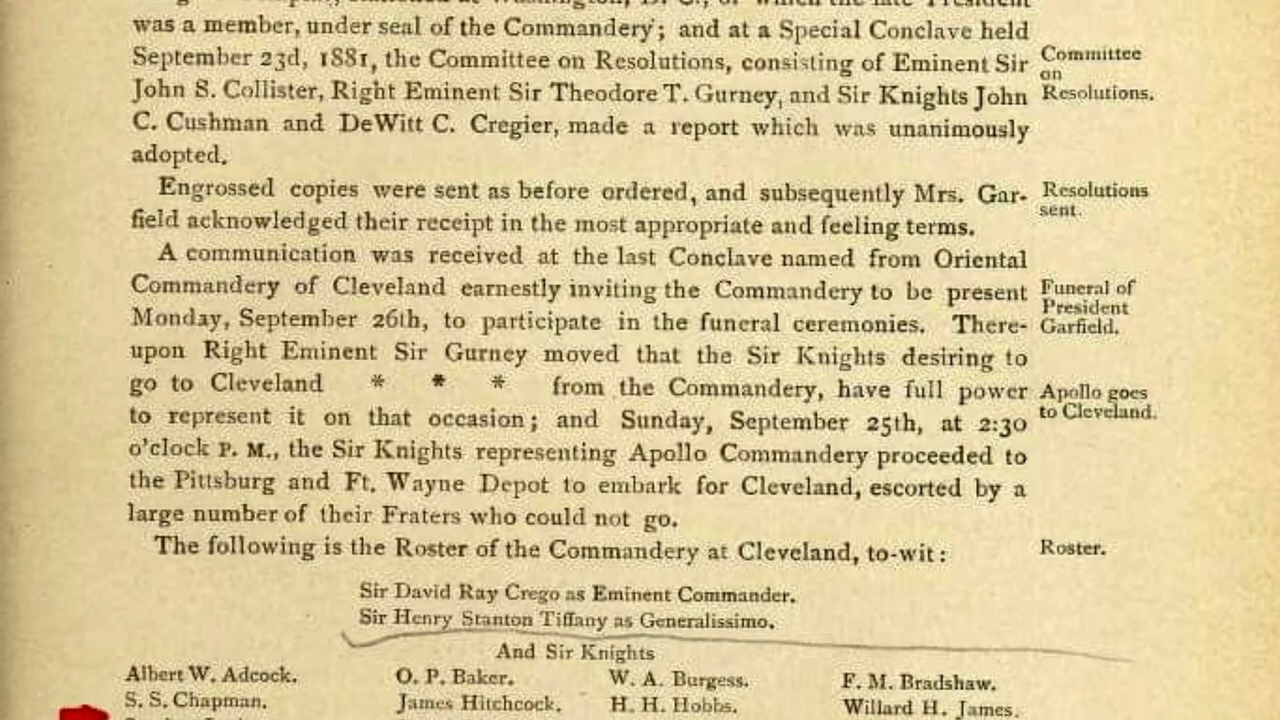 was a member, under seal of the Commandery; and at a Special Conclave held
September 23d, 1881, the Committee on Resolutions, consisting of Eminent Sir
John S. Collister, Right Eminent Sir Theodore T. Gurney, and Sir Knights John
C. Cushman and DeWitt C. Cregier, made a report which was unanimously
adopted.
Committee
on
Resolutions.
Engrossed copies were sent as before ordered, and subsequently Mrs. Gar-
field acknowledged their receipt in the most appropriate and feeling terms.
Resolutions
sent.
A communication was received at the last Conclave named from Oriental
Commandery of Cleveland earnestly inviting the Commandery to be present
Monday, September 26th, to participate in the funeral ceremonies. There-
upon Right Eminent Sir Gurney moved that the Sir Knights desiring to
go to Cleveland * * * from the Commandery, have full power
to represent it on that occasion; and Sunday, September 25th, at 2:30
o'clock P. M., the Sir Knights representing Apollo Commandery proceeded to
the Pittsburg and Ft. Wayne Depot to embark for Cleveland, escorted by a
large number of their Fraters who could not go.
Funeral of
President
Garfield.
Apollo goes
to Cleveland.
The following is the Roster of the Commandery at Cleveland, to-wit:
Roster.
Sir David Ray Crego as Eminent Commander.
Sir Henry Stanton Tiffany as Generalissimo.
And Sir Knights
Albert W. Adcock. O. P. Baker. W. A. Burgess. F. M. Bradshaw.
S. S. Chapman. James Hitchcock. H. H. Hobbs. Willard H. James.